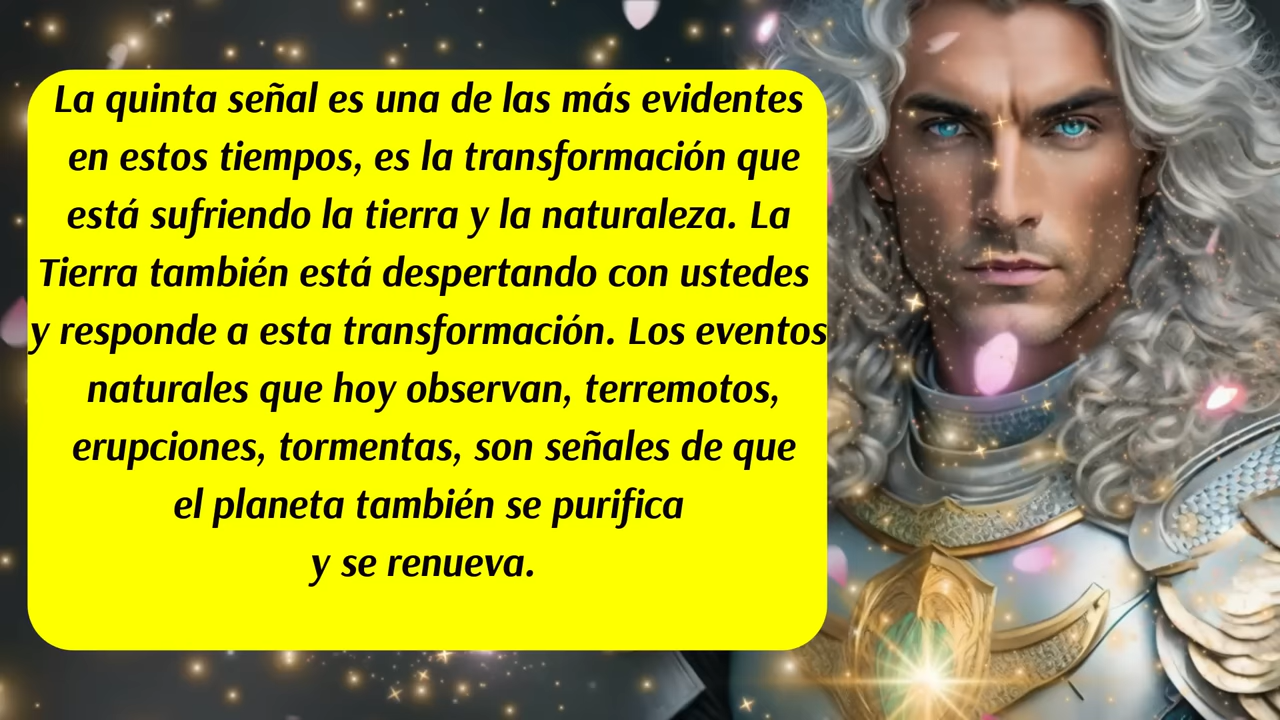 La quinta señal es una de las más evidentes
en estos tiempos, es la transformación que
está sufriendo la tierra y la naturaleza. La
Tierra también está despertando con ustedes
y responde a esta transformación. Los eventos
naturales que hoy observan, terremotos,
erupciones, tormentas, son señales de que
el planeta también se purifica
y se renueva.